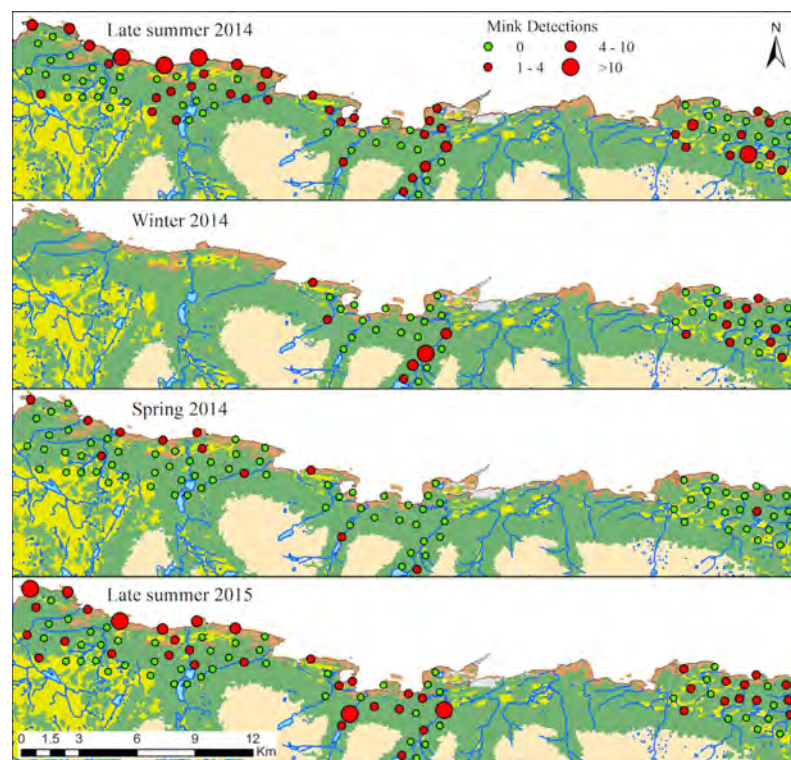 Late summer 2014
Mink Detections
N
0
4 - 10
1 - 4
>10
Winter 2014
Spring 2014
Late summer 2015
0 1.5 3 6 9 12
Km